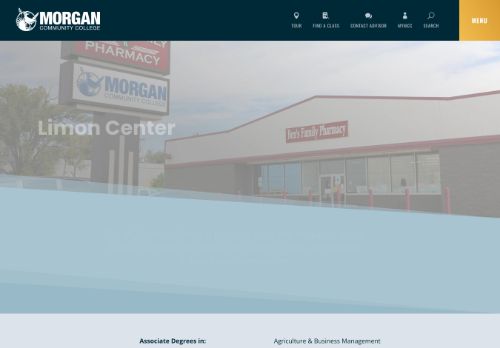 MORGAN
COMMUNITY COLLEGE
TOUR
FIND A CLASS
CONTACT ADVISOR
MYMCC
SEARCH
MENU
PHARMACY
MORGAN
COMMUNITY COLLEGE
Limon Center
Family Pharmacy
Associate Degrees in:
Agriculture & Business Management